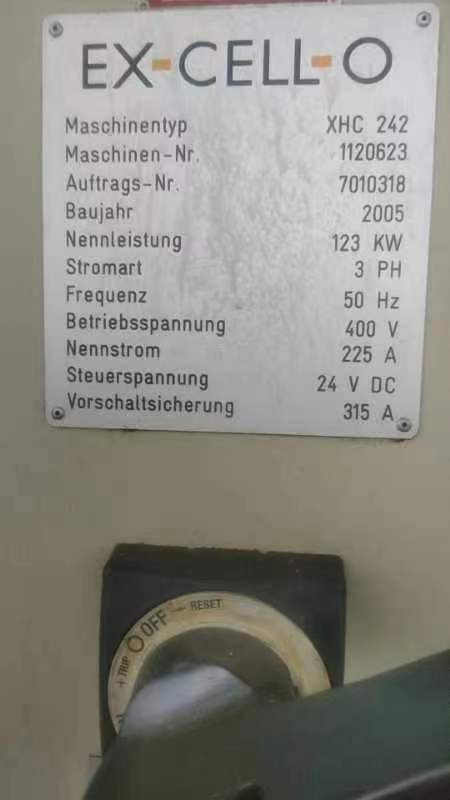 EX-CELL-O
Maschinentyp XHC 242
Maschinen-Nr. 1120623
Auftrags-Nr. 7010318
Baujahr 2005
Nennleistung 123 KW
Stromart 3 PH
Frequenz 50 Hz
Betriebsspannung 400 V
Nennstrom 225 A
Steuerspannung 24 V DC
Vorschaltsicherung 315 A
+ TRIP O OFF – RESET